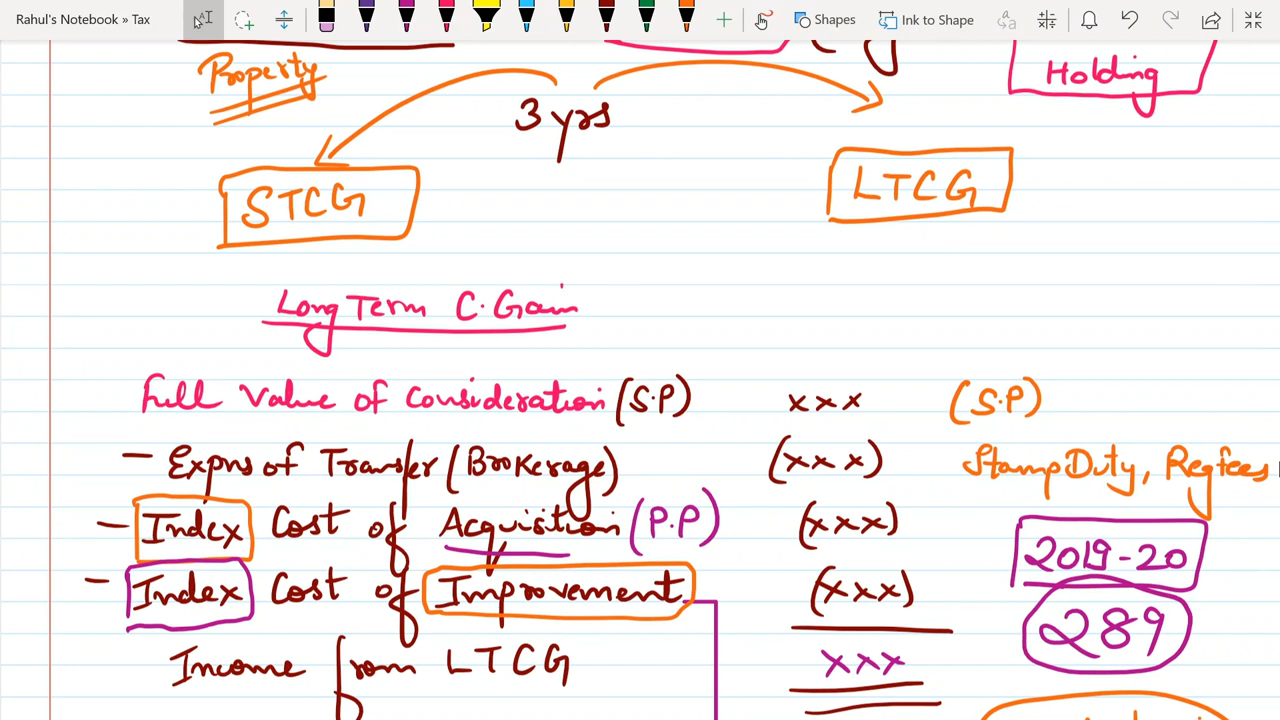 Rahul's Notebook » Tax
Shapes Ink to Shape
Property
3 yrs
Holding
STCG LTCG
Long Term C.Gain
Full Value of Consideration (S.P) xxx (S.P)
- Expns of Transfer (Brokerage) (xxx) Stamp Duty, Reg fees
- Index Cost of Acquisition (P.P) (xxx) 2019-20
- Index Cost of Improvement (xxx) 289
Income from LTCG xxx